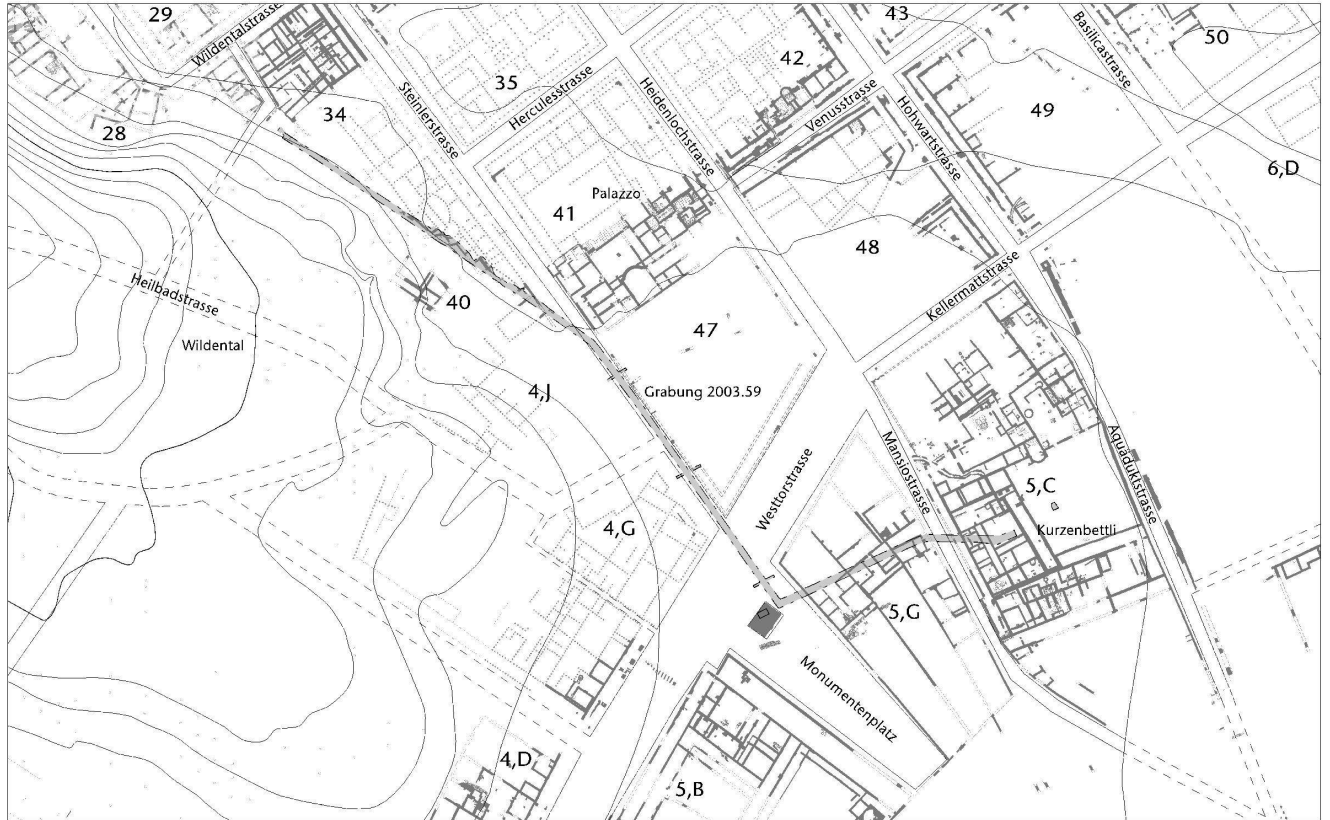 29
43
Wildentalstrasse
Basilicastrasse
50
42
35
Steinlerstrasse
Herculesstrasse
Heidenlochstrasse
Venusstrasse
Hohwartstrasse
49
34
28
6,D
Palazzo
41
48
Heilbadstrasse
40
Kellermattstrasse
Wildental
47
4,J
Grabung 2003.59
Mansiostrasse
Aquäduktstrasse
Westtorstrasse
5,C
4,G
Kurzenbettli
5,G
Monumentenplatz
4,D
5,B